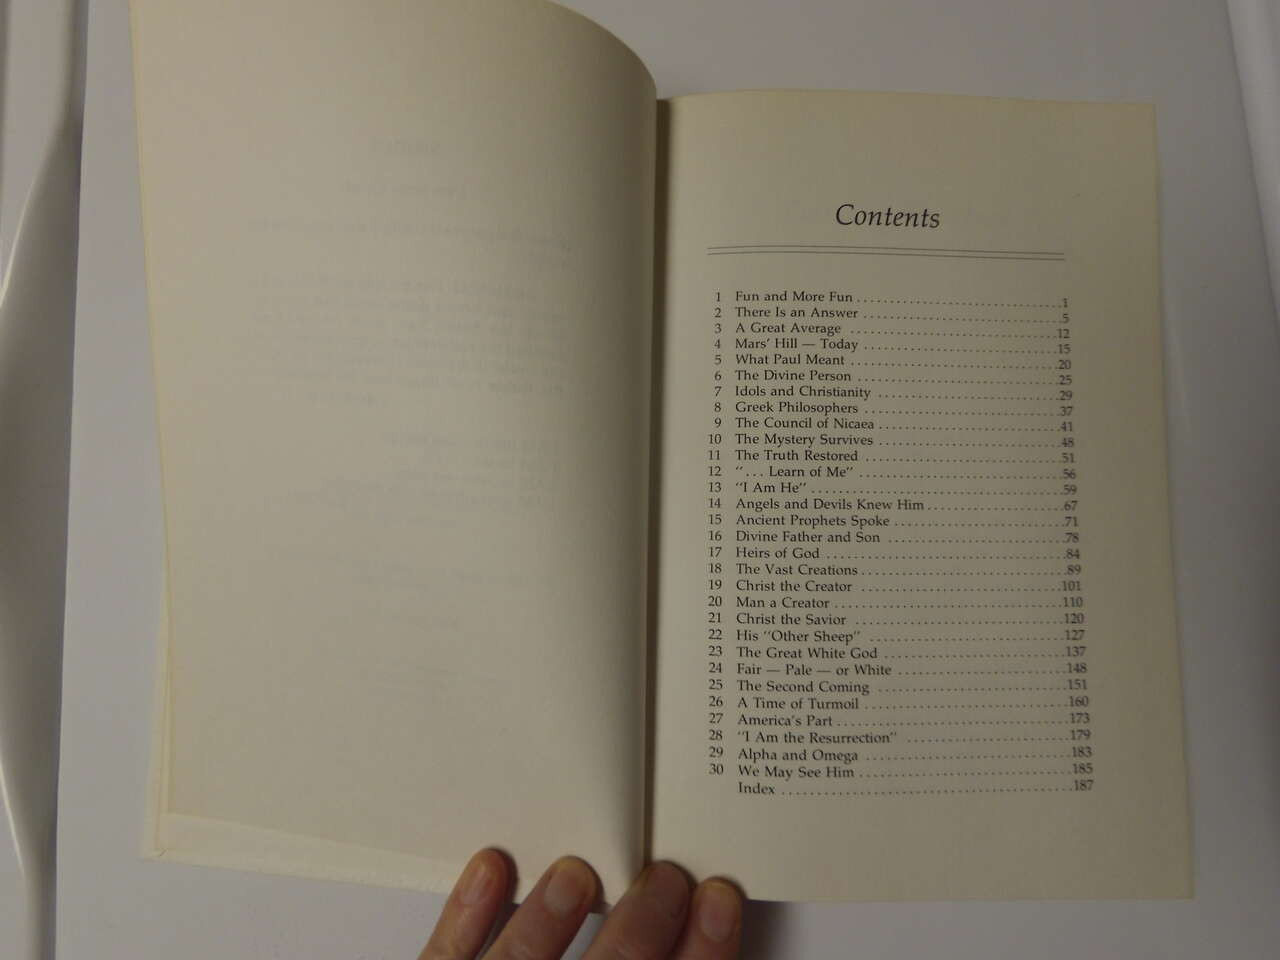 Contents
1 Fun and More Fun ..............................1
2 There Is an Answer ..............................5
3 A Great Average ..............................12
4 Mars' Hill — Today ..............................15
5 What Paul Meant ..............................20
6 The Divine Person ..............................25
7 Idols and Christianity ..............................29
8 Greek Philosophers ..............................37
9 The Council of Nicaea ..............................41
10 The Mystery Survives ..............................48
11 The Truth Restored ..............................51
12 "... Learn of Me" ..............................56
13 "I Am He" ..............................59
14 Angels and Devils Knew Him ..............................67
15 Ancient Prophets Spoke ..............................71
16 Divine Father and Son ..............................78
17 Heirs of God ..............................84
18 The Vast Creations ..............................89
19 Christ the Creator ..............................101
20 Man a Creator ..............................110
21 Christ the Savior ..............................120
22 His "Other Sheep" ..............................127
23 The Great White God ..............................137
24 Fair — Pale — or White ..............................148
25 The Second Coming ..............................151
26 A Time of Turmoil ..............................160
27 America's Part ..............................173
28 "I Am the Resurrection" ..............................179
29 Alpha and Omega ..............................183
30 We May See Him ..............................185
Index ..............................187